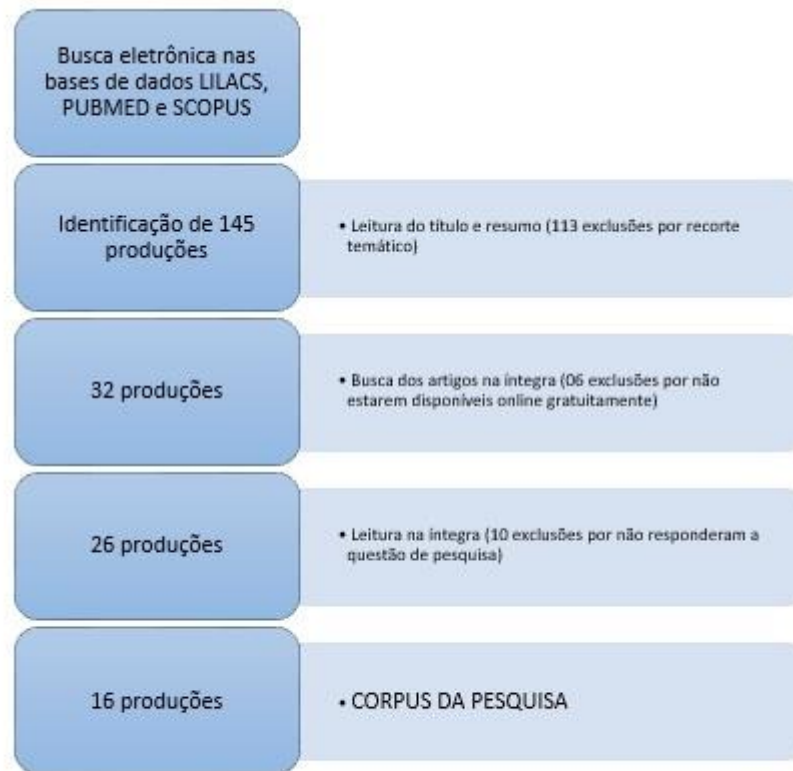 Busca eletrônica nas
bases de dados LILACS,
PUBMED e SCOPUS
Identificação de 145
produções
• Leitura do título e resumo (113 exclusões por recorte
temático)
32 produções
• Busca dos artigos na íntegra (06 exclusões por não
estarem disponíveis online gratuitamente)
26 produções
• Leitura na íntegra (10 exclusões por não responderam a
questão de pesquisa)
16 produções
• CORPUS DA PESQUISA